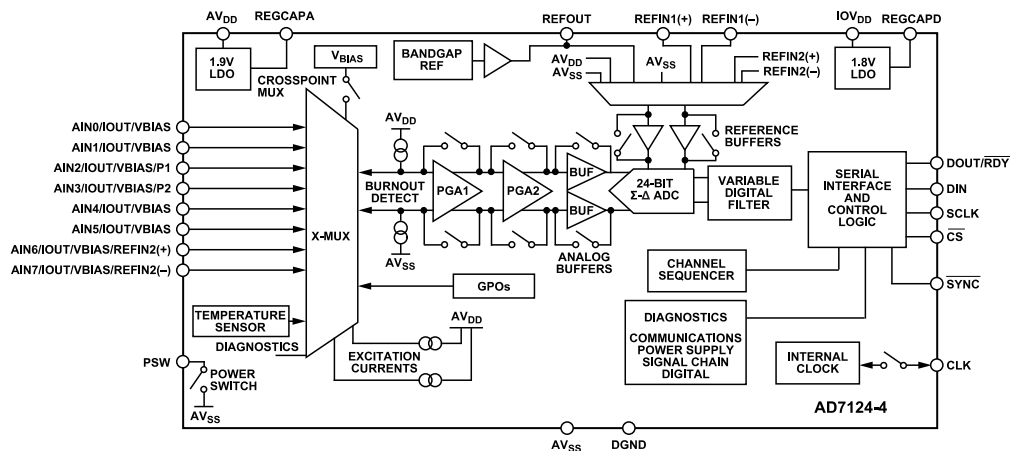 AVDD
REGCAPA
REFOUT
REFIN1(+)
REFIN1(–)
IOVDD
REGCAPD
1.9V
LDO
VBIAS
BANDGAP
REF
AVDD
AVSS
AVSS
REFIN2(+)
REFIN2(–)
1.8V
LDO
CROSSPOINT
MUX
AIN0/IOUT/VBIAS
AIN1/IOUT/VBIAS
AIN2/IOUT/VBIAS/P1
AIN3/IOUT/VBIAS/P2
AIN4/IOUT/VBIAS
AIN5/IOUT/VBIAS
AIN6/IOUT/VBIAS/REFIN2(+)
AIN7/IOUT/VBIAS/REFIN2(–)
X-MUX
AVDD
BURNOUT
DETECT
AVSS
PGA1
PGA2
BUF
BUF
ANALOG
BUFFERS
REFERENCE
BUFFERS
24-BIT
Σ-Δ ADC
VARIABLE
DIGITAL
FILTER
SERIAL
INTERFACE
AND
CONTROL
LOGIC
DOUT/RDY
DIN
SCLK
CS
SYNC
CHANNEL
SEQUENCER
GPOs
TEMPERATURE
SENSOR
DIAGNOSTICS
AVDD
EXCITATION
CURRENTS
DIAGNOSTICS
COMMUNICATIONS
POWER SUPPLY
SIGNAL CHAIN
DIGITAL
INTERNAL
CLOCK
CLK
PSW
POWER
SWITCH
AVSS
AD7124-4
AVSS
DGND